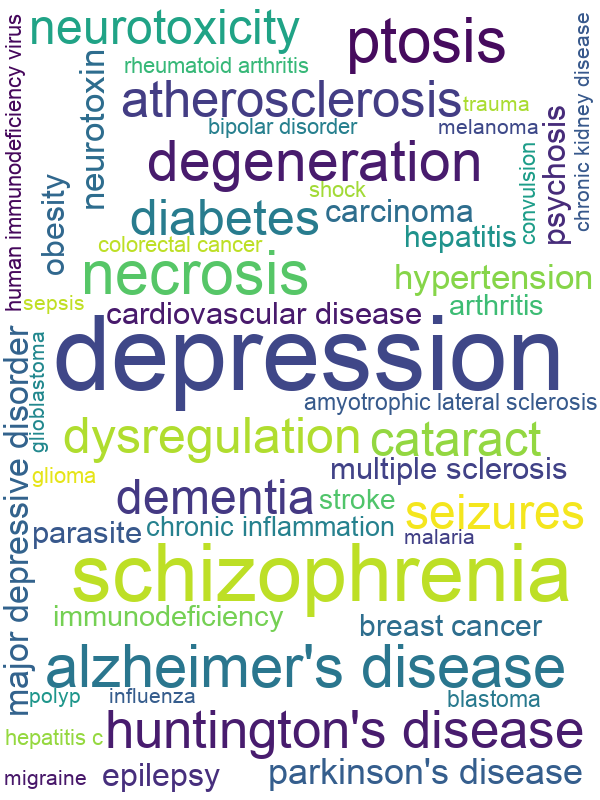 human immunodeficiency virus
neurotoxicity
ptosis
chronic kidney disease
rheumatoid arthritis
neurotoxin
atherosclerosis
trauma
bipolar disorder
melanoma
psychosis
degeneration
convulsion
obesity
shock
diabetes
carcinoma
hepatitis
colorectal cancer
necrosis
hypertension
sepsis
cardiovascular disease
arthritis
depression
major depressive disorder
glioblastoma
amyotrophic lateral sclerosis
dysregulation
cataract
glioma
multiple sclerosis
dementia
stroke
seizures
parasite
chronic inflammation
malaria
schizophrenia
immunodeficiency
breast cancer
alzheimer's disease
polyp
influenza
blastoma
hepatitis c
huntington's disease
migraine
epilepsy
parkinson's disease